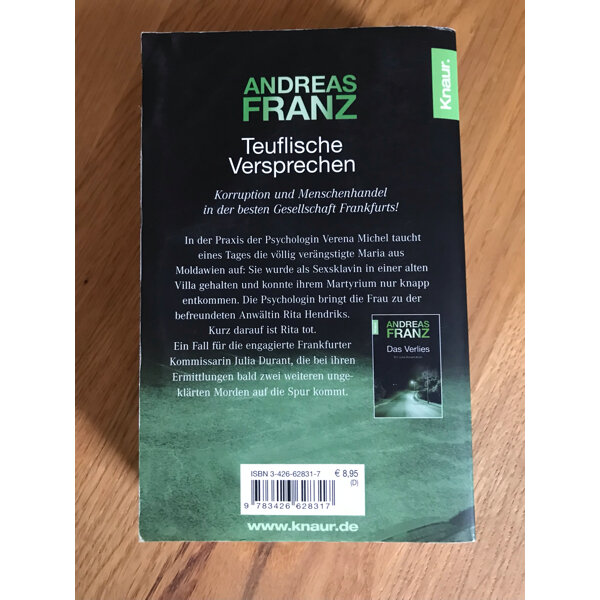 Knaur.
ANDREAS
FRANZ
Teuflische
Versprechen
Korruption und Menschenhandel
in der besten Gesellschaft Frankfurts!
In der Praxis der Psychologin Verena Michel taucht
eines Tages die völlig verängstigte Maria aus
Moldawien auf: Sie wurde als Sexsklavin in einer alten
Villa gehalten und konnte ihrem Martyrium nur knapp
entkommen. Die Psychologin bringt die Frau zu der
befreundeten Anwältin Rita Hendriks.
Kurz darauf ist Rita tot.
Ein Fall für die engagierte Frankfurter
Kommissarin Julia Durant, die bei ihren
Ermittlungen bald zwei weiteren unge-
klärten Morden auf die Spur kommt.
ANDREAS
FRANZ
Das Verlies
ISBN 3-426-62831-7
€ 8,95
(D)
9 783426 628317
www.knaur.de